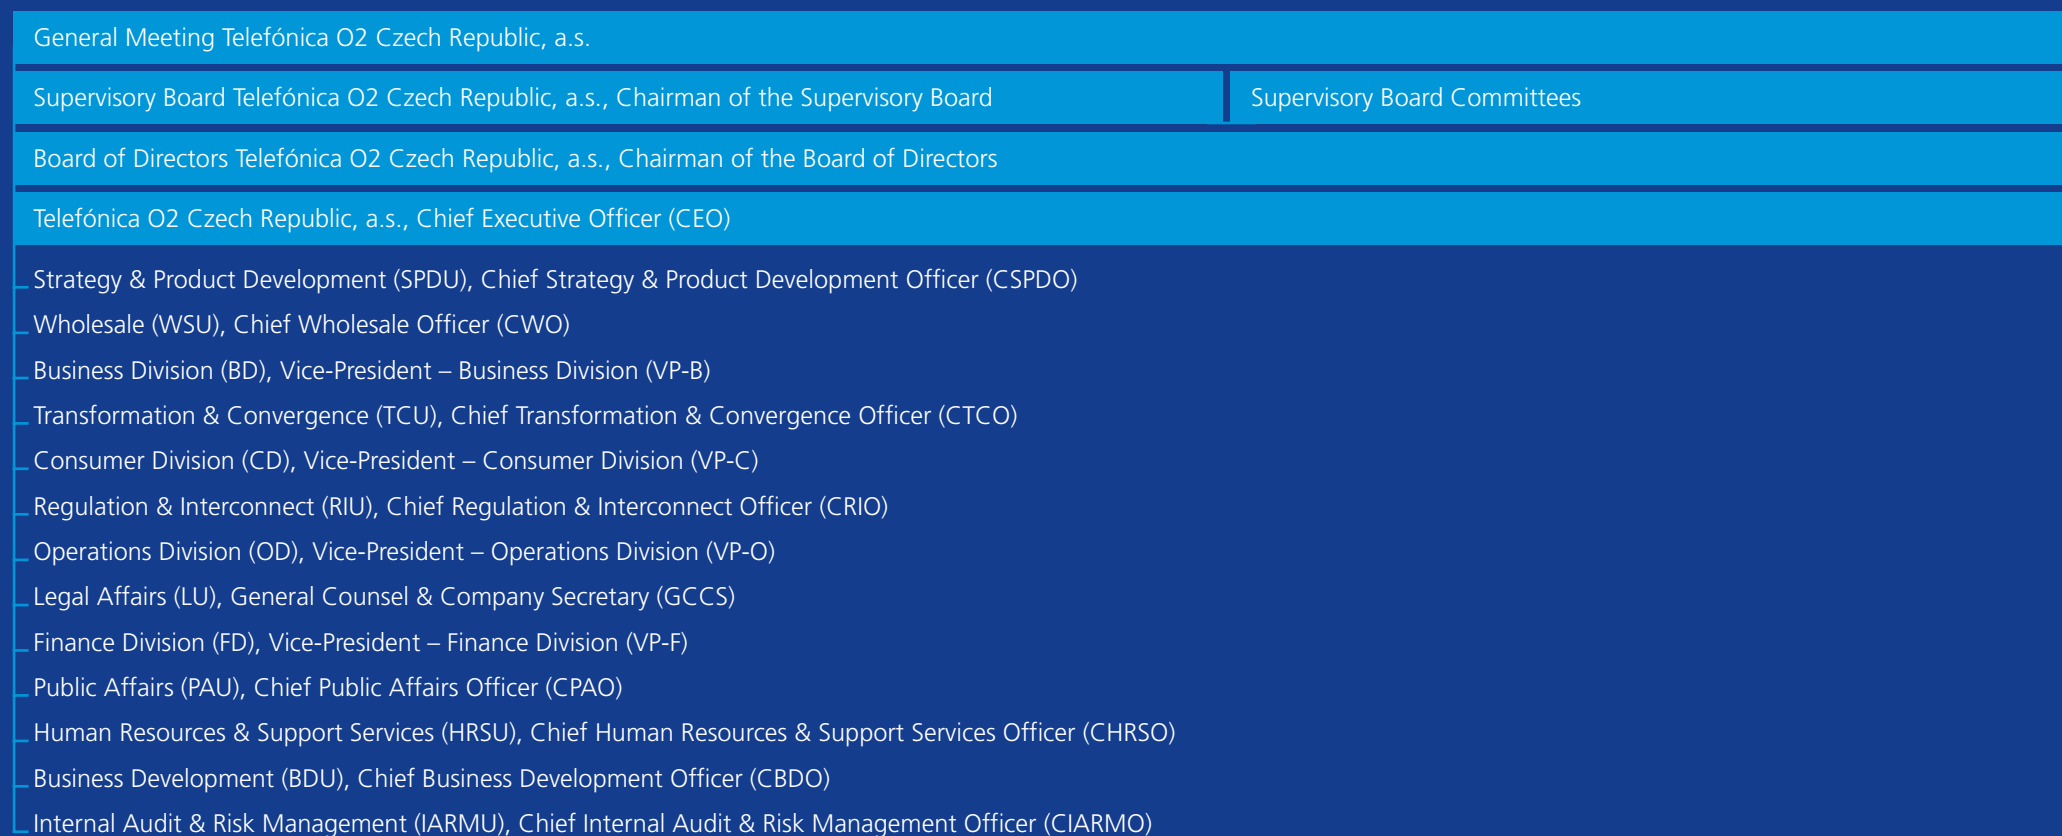 General Meeting Telefónica O2 Czech Republic, a.s.
Supervisory Board Telefónica O2 Czech Republic, a.s., Chairman of the Supervisory Board
Supervisory Board Committees
Board of Directors Telefónica O2 Czech Republic, a.s., Chairman of the Board of Directors
Telefónica O2 Czech Republic, a.s., Chief Executive Officer (CEO)
Strategy & Product Development (SPDU), Chief Strategy & Product Development Officer (CSPDO)
Wholesale (WSU), Chief Wholesale Officer (CWO)
Business Division (BD), Vice-President – Business Division (VP-B)
Transformation & Convergence (TCU), Chief Transformation & Convergence Officer (CTCO)
Consumer Division (CD), Vice-President – Consumer Division (VP-C)
Regulation & Interconnect (RIU), Chief Regulation & Interconnect Officer (CRIO)
Operations Division (OD), Vice-President – Operations Division (VP-O)
Legal Affairs (LU), General Counsel & Company Secretary (GCCS)
Finance Division (FD), Vice-President – Finance Division (VP-F)
Public Affairs (PAU), Chief Public Affairs Officer (CPAO)
Human Resources & Support Services (HRSU), Chief Human Resources & Support Services Officer (CHRSO)
Business Development (BDU), Chief Business Development Officer (CBDO)
Internal Audit & Risk Management (IARMU), Chief Internal Audit & Risk Management Officer (CIARMO)